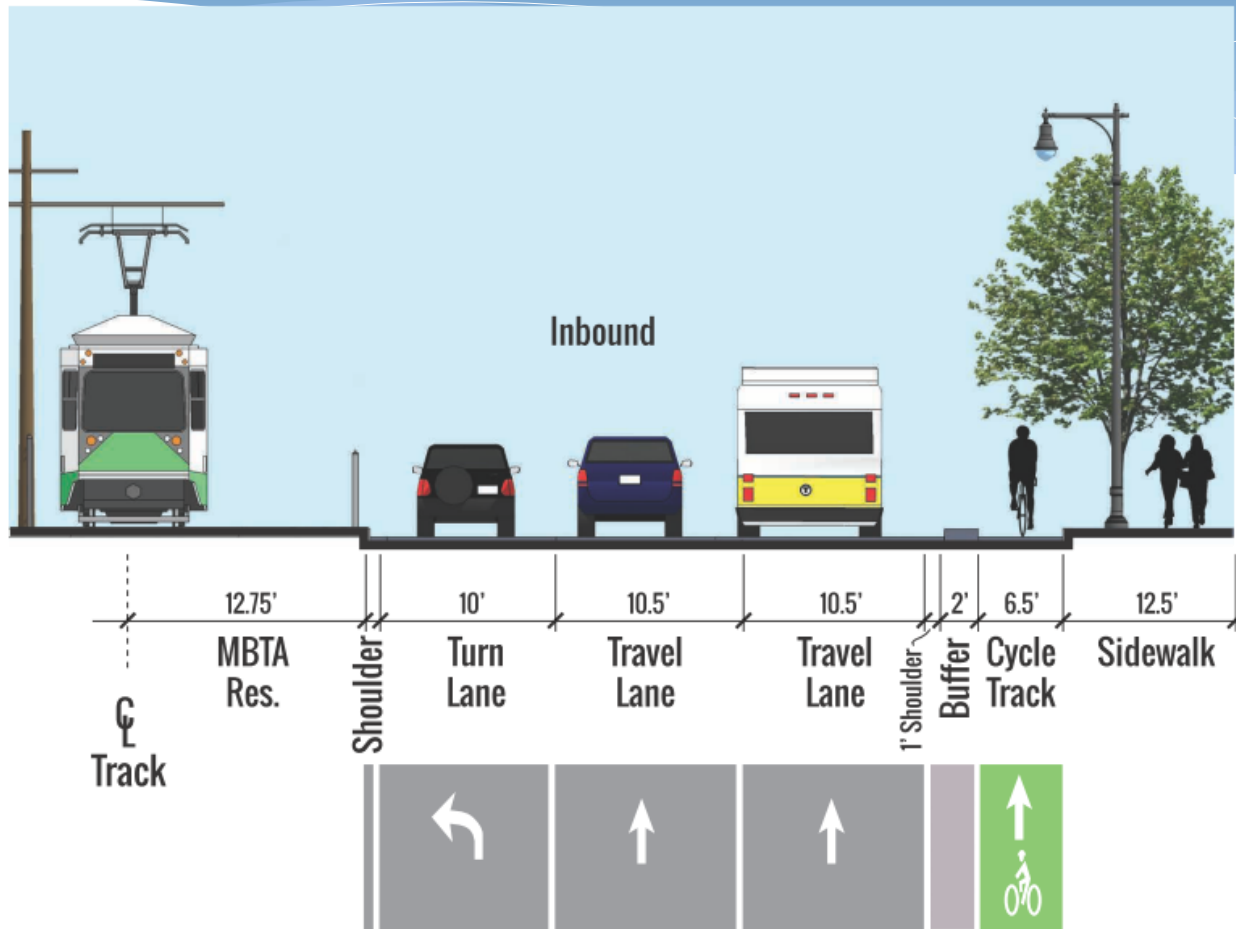 Inbound
12.75'
10'
10.5'
10.5'
2'
6.5'
12.5'
MBTA
Res.
Shoulder
Turn
Lane
Travel
Lane
Travel
Lane
1' Shoulder
Buffer
Cycle
Track
Sidewalk
℄
Track